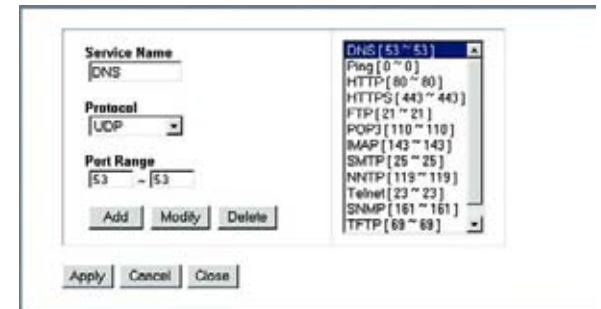 Service Name
DNS
Protocol
UDP
Port Range
53 ~ 53
Add Modify Delete
DNS [ 53 ~ 53 ]
Ping [ 0 ~ 0 ]
HTTP [ 80 ~ 80 ]
HTTPS [ 443 ~ 443 ]
FTP [ 21 ~ 21 ]
POP3 [ 110 ~ 110 ]
IMAP [ 143 ~ 143 ]
SMTP [ 25 ~ 25 ]
NNTP [ 119 ~ 119 ]
Telnet [ 23 ~ 23 ]
SNMP [ 161 ~ 161 ]
TFTP [ 69 ~ 69 ]
Apply Cancel Close